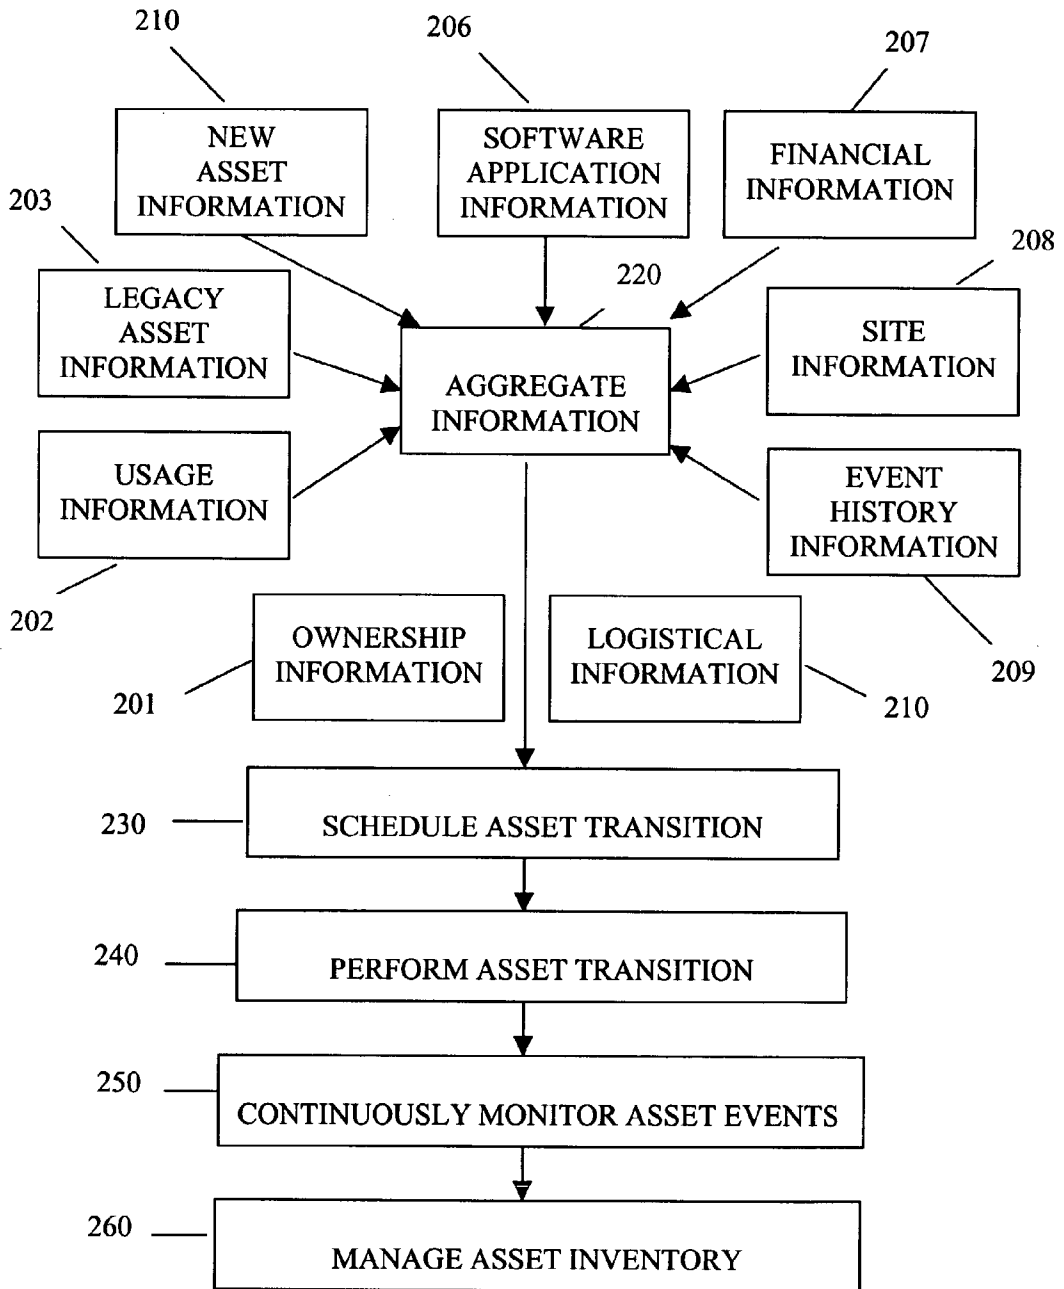 210
206
207
NEW
ASSET
INFORMATION
SOFTWARE
APPLICATION
INFORMATION
FINANCIAL
INFORMATION
203
208
220
LEGACY
ASSET
INFORMATION
AGGREGATE
INFORMATION
SITE
INFORMATION
USAGE
INFORMATION
EVENT
HISTORY
INFORMATION
202
209
OWNERSHIP
INFORMATION
LOGISTICAL
INFORMATION
201
210
230
SCHEDULE ASSET TRANSITION
240
PERFORM ASSET TRANSITION
250
CONTINUOUSLY MONITOR ASSET EVENTS
260
MANAGE ASSET INVENTORY